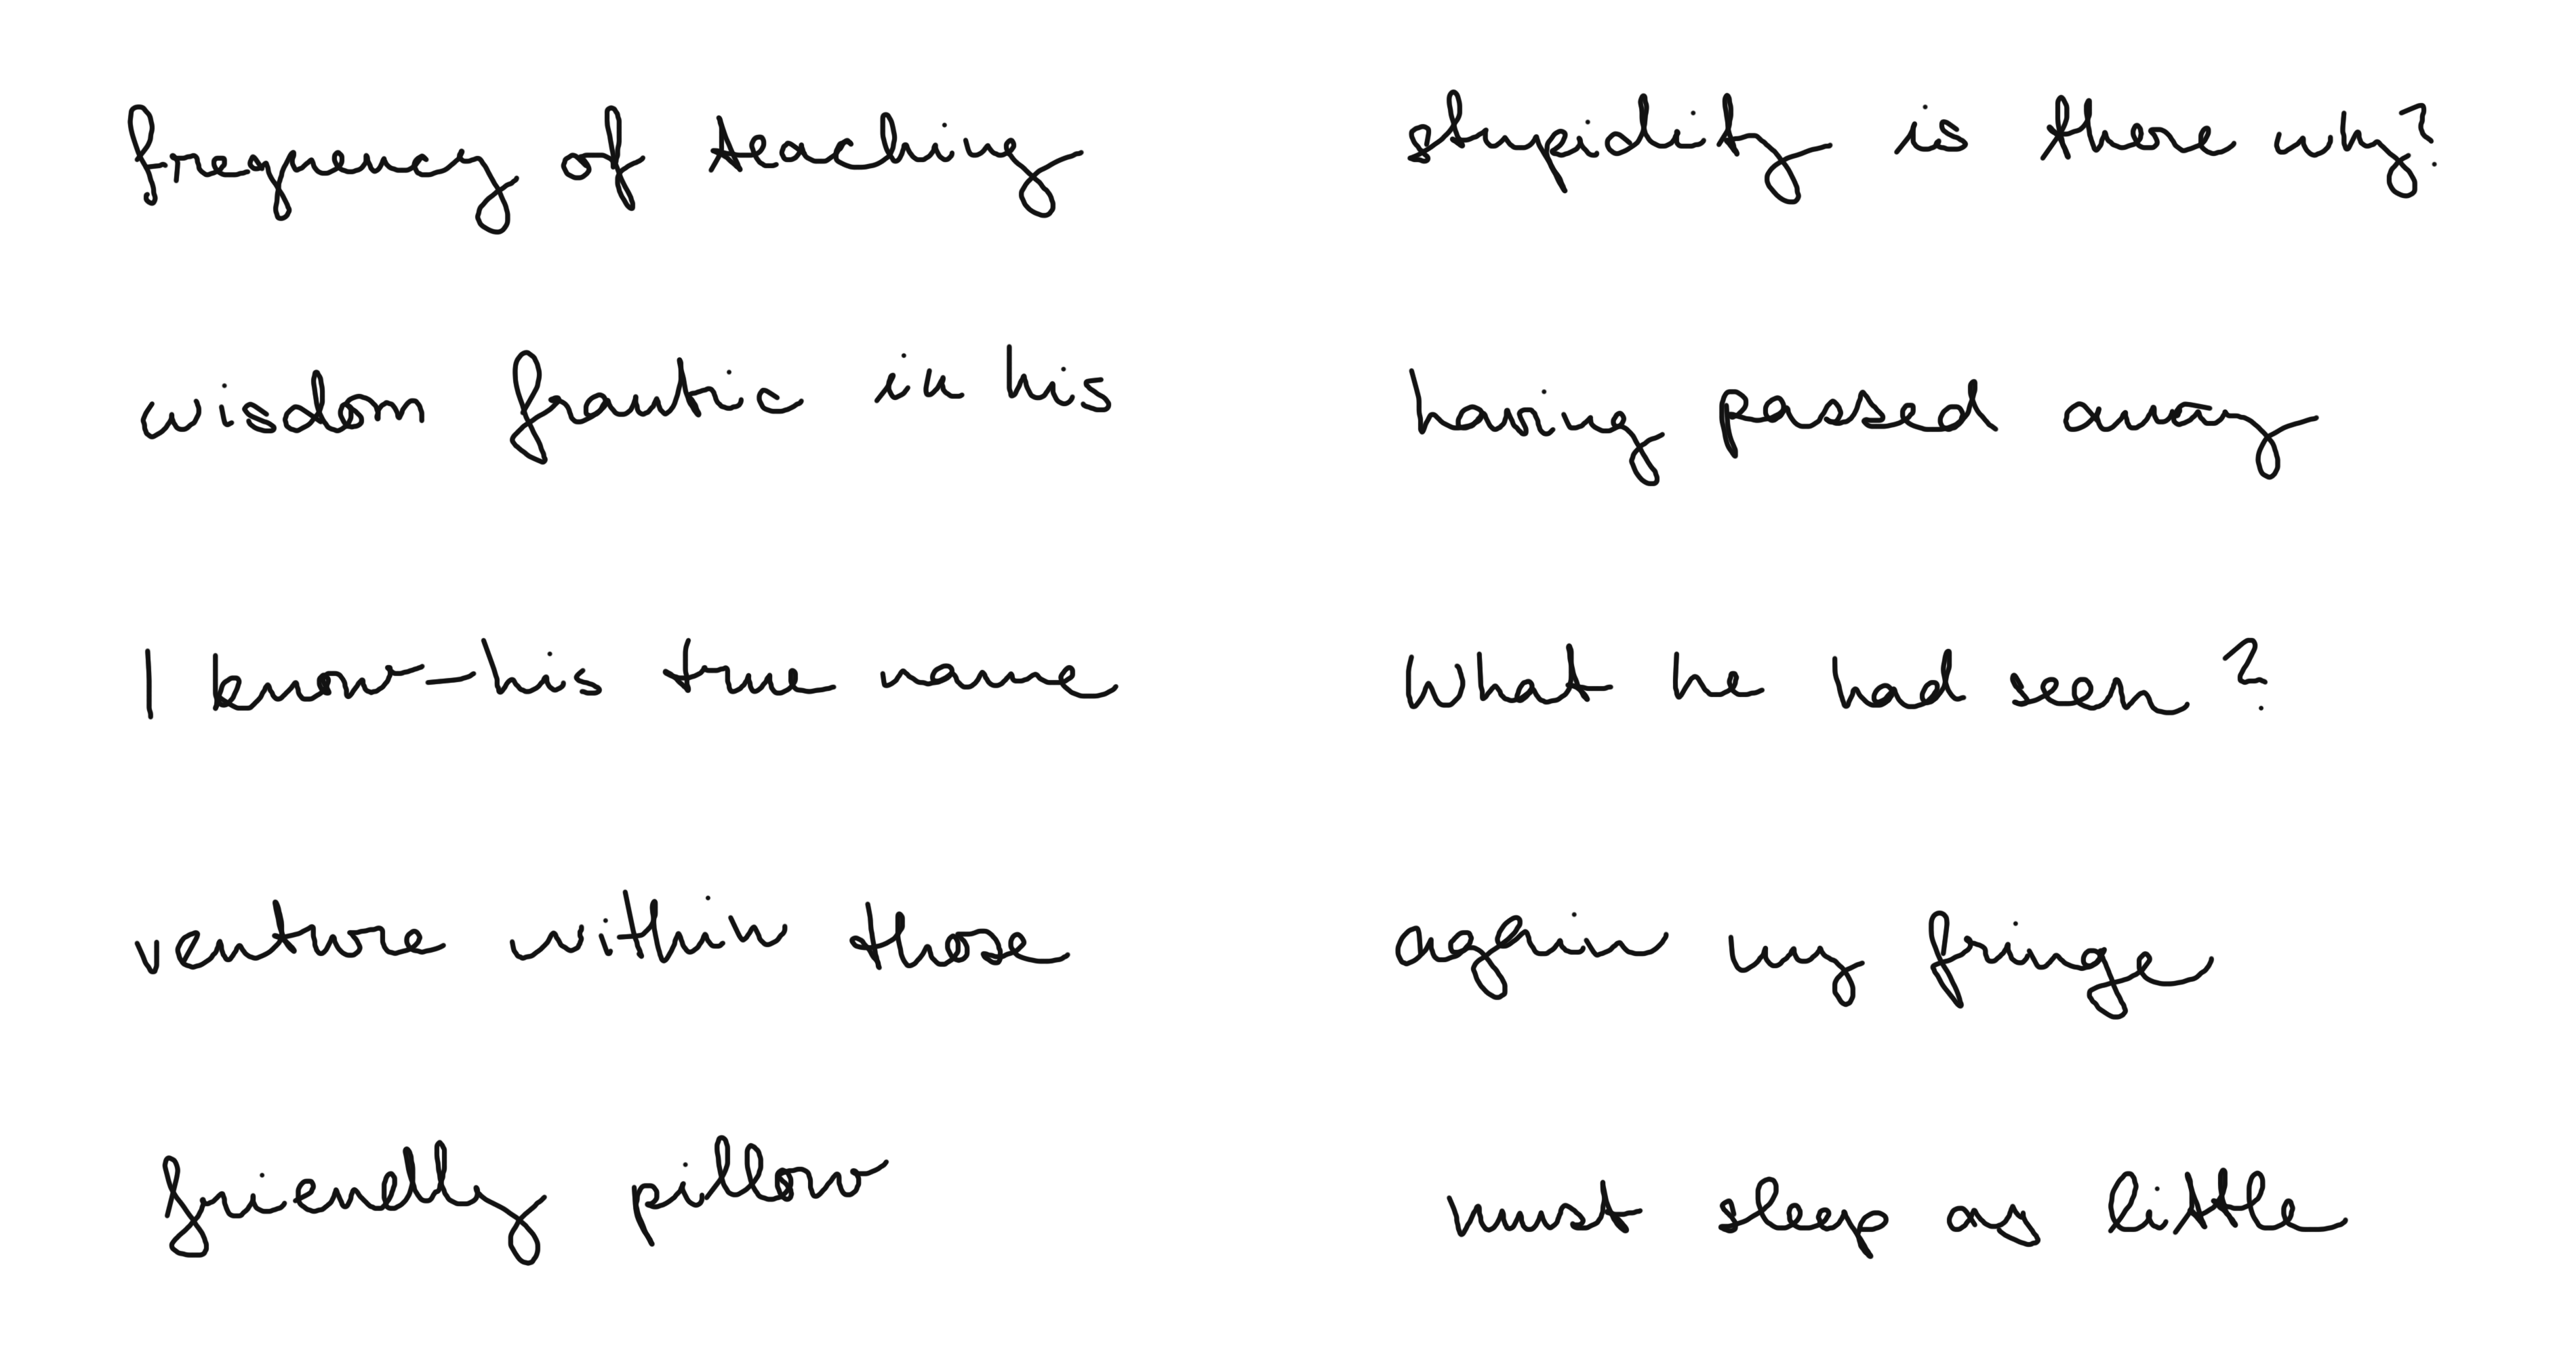 frequency of teaching
wisdom frantic in his
I know-his true name
venture within those
friendly pillow
stupidity is there why?
having passed away
What he had seen?
again my fringe
must sleep as little